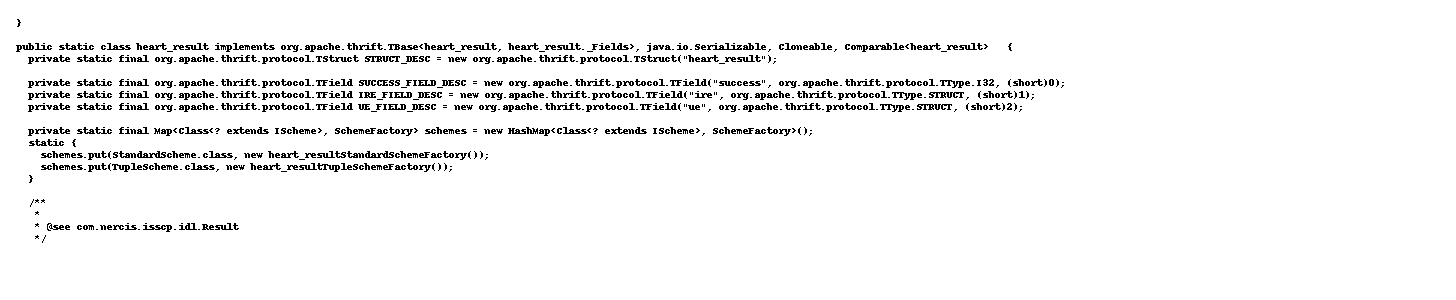 }
public static class heart_result implements org.apache.thrift.TBase<heart_result, heart_result._Fields>, java.io.Serializable, Cloneable, Comparable<heart_result>   {
  private static final org.apache.thrift.protocol.TStruct STRUCT_DESC = new org.apache.thrift.protocol.TStruct("heart_result");
  private static final org.apache.thrift.protocol.TField SUCCESS_FIELD_DESC = new org.apache.thrift.protocol.TField("success", org.apache.thrift.protocol.TType.I32, (short)0);
  private static final org.apache.thrift.protocol.TField IRE_FIELD_DESC = new org.apache.thrift.protocol.TField("ire", org.apache.thrift.protocol.TType.STRUCT, (short)1);
  private static final org.apache.thrift.protocol.TField UE_FIELD_DESC = new org.apache.thrift.protocol.TField("ue", org.apache.thrift.protocol.TType.STRUCT, (short)2);
  private static final Map<Class<? extends IScheme>, SchemeFactory> schemes = new HashMap<Class<? extends IScheme>, SchemeFactory>();
  static {
    schemes.put(StandardScheme.class, new heart_resultStandardSchemeFactory());
    schemes.put(TupleScheme.class, new heart_resultTupleSchemeFactory());
  }
  /**
   *
   * @see com.nercis.isscp.idl.Result
   */